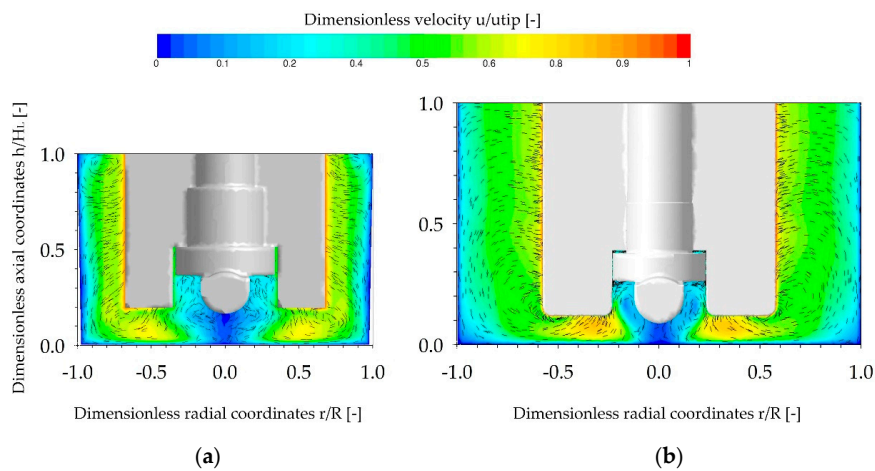 Dimensionless velocity u/utip [-]
0 0.1 0.2 0.4 0.5 0.6 0.8 0.9 1
Dimensionless axial coordinates h/HL [-]
1.0
0.5
0.0
-1.0 -0.5 0.0 0.5 1.0
Dimensionless radial coordinates r/R [-]
(a)
1.0
0.5
0.0
-1.0 -0.5 0.0 0.5 1.0
Dimensionless radial coordinates r/R [-]
(b)